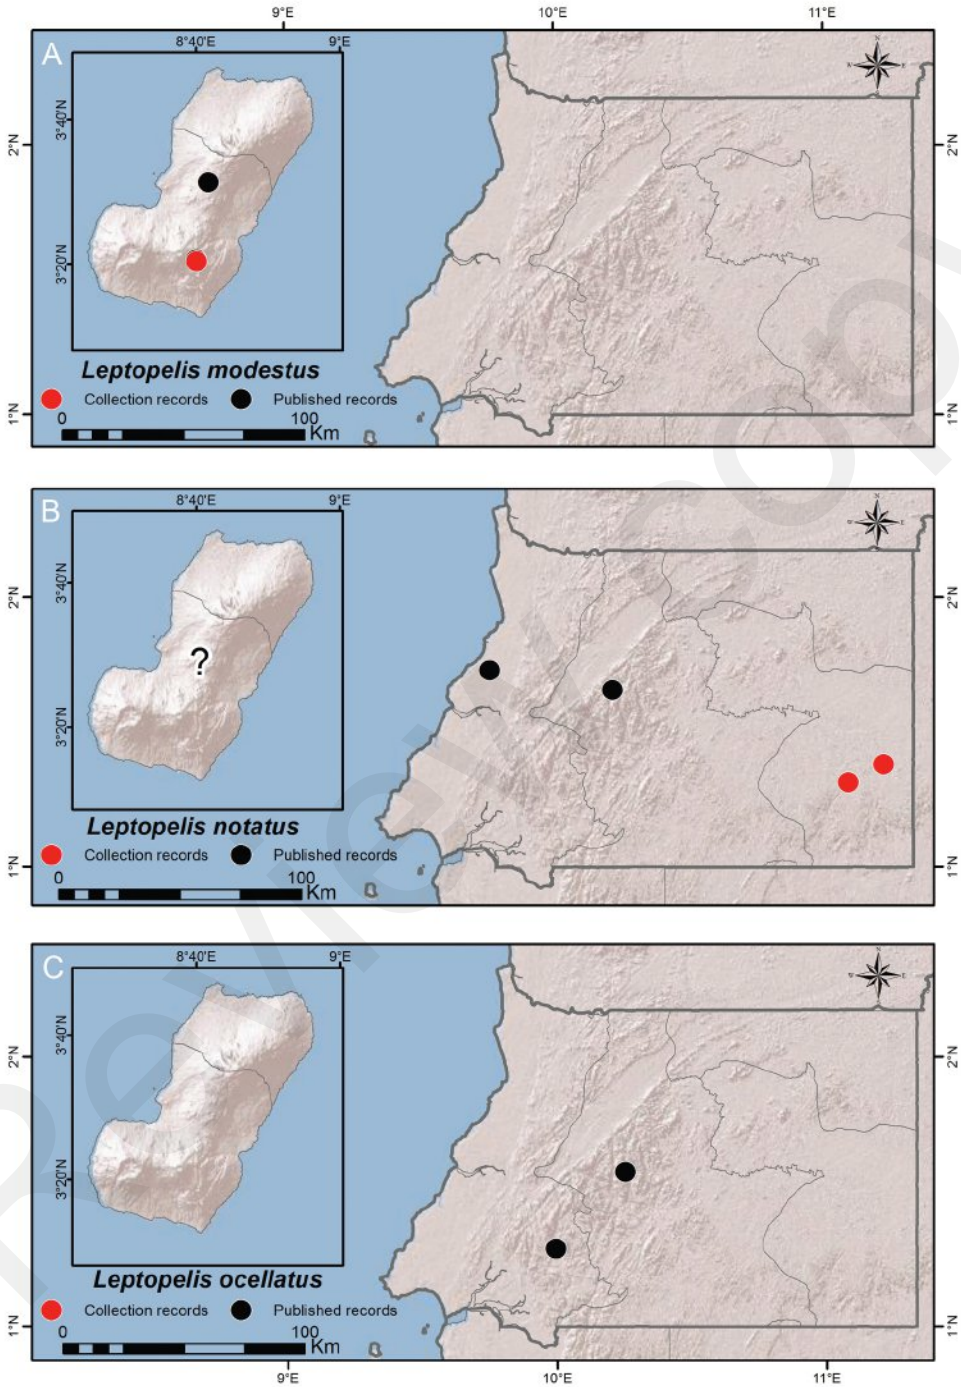 9°E 10°E 11°E
A
8°40'E 9°E
N
W E
S
3°40'N
3°20'N
2°N 2°N
Leptopelis modestus
Collection records Published records
0 100
Km
1°N 1°N
B
8°40'E 9°E
N
W E
S
3°40'N
3°20'N
2°N 2°N
?
Leptopelis notatus
Collection records Published records
0 100
Km
1°N 1°N
C
8°40'E 9°E
N
W E
S
3°40'N
3°20'N
2°N 2°N
Leptopelis ocellatus
Collection records Published records
0 100
Km
1°N 1°N
9°E 10°E 11°E
Review copy